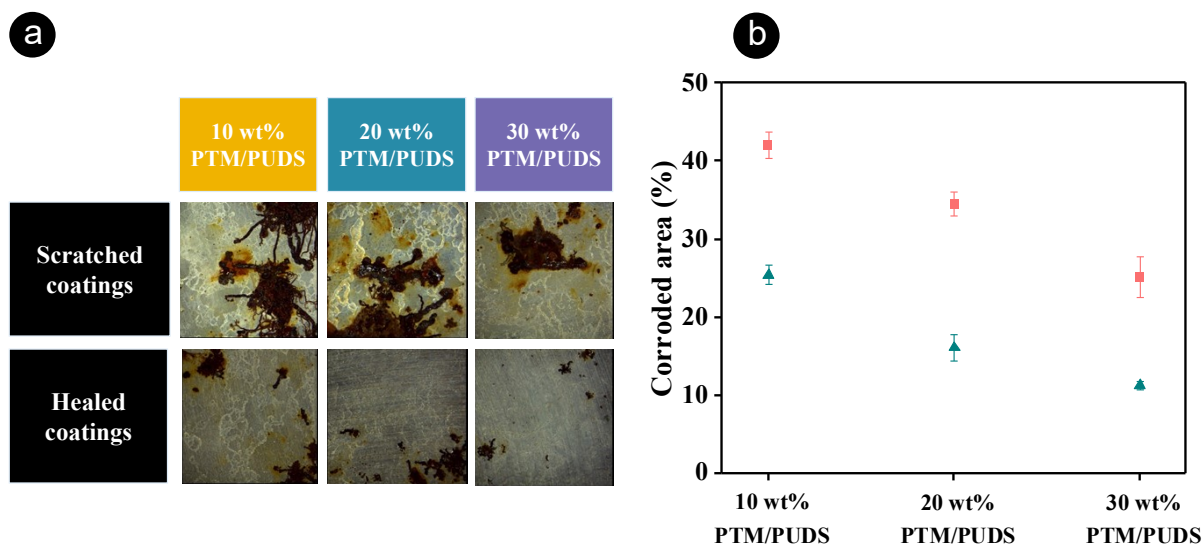 a
10 wt%
PTM/PUDS
20 wt%
PTM/PUDS
30 wt%
PTM/PUDS
Scratched
coatings
Healed
coatings
b
Corroded area (%)
50
40
30
20
10
0
10 wt%
PTM/PUDS
20 wt%
PTM/PUDS
30 wt%
PTM/PUDS